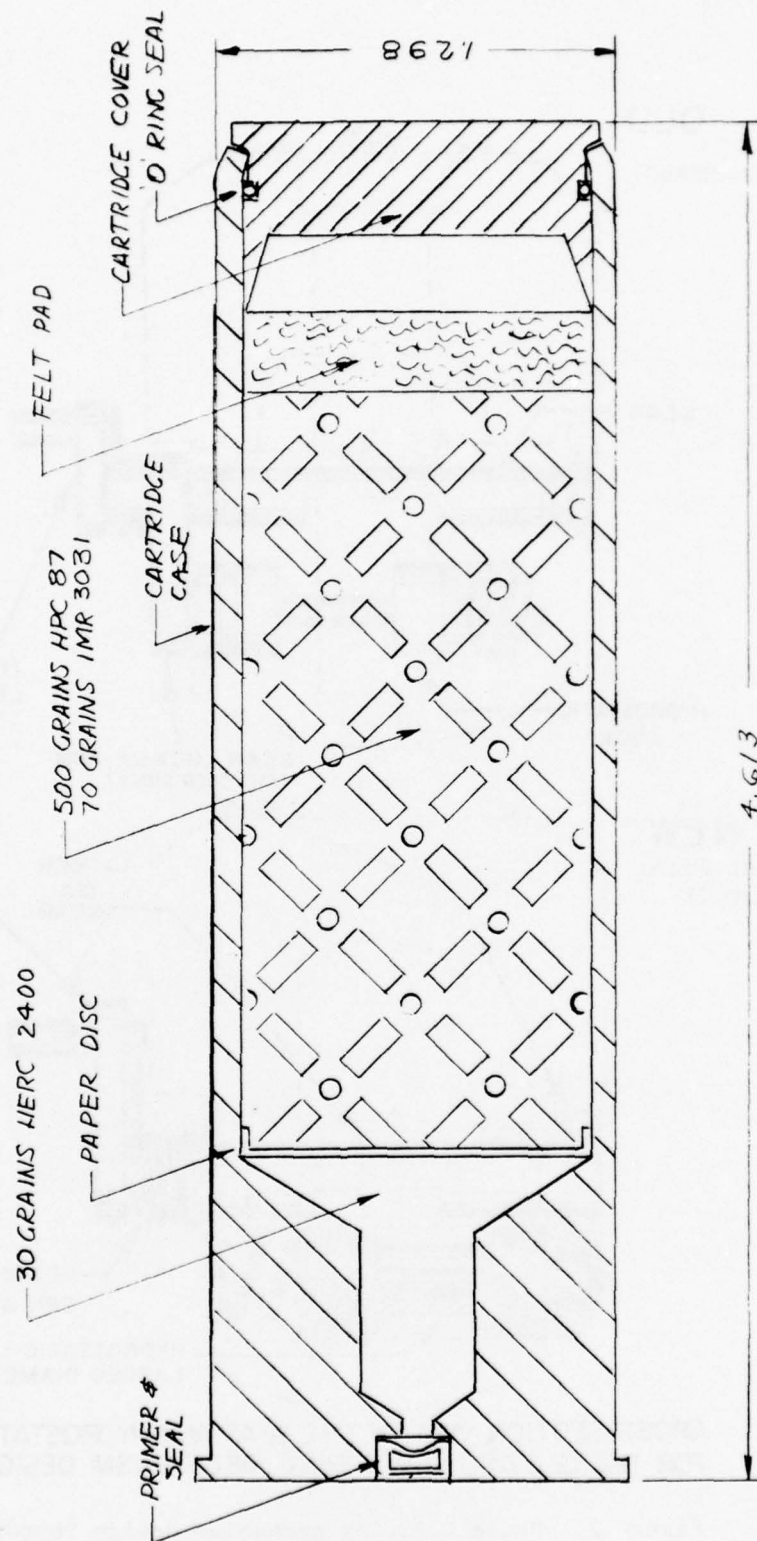 PRIMER &
SEAL
30 GRAINS HERC 2400
PAPER DISC
500 GRAINS HPC 87
70 GRAINS IMR 3031
CARTRIDGE
CASE
FELT PAD
CARTRIDGE COVER
O RING SEAL
1.298
4.613